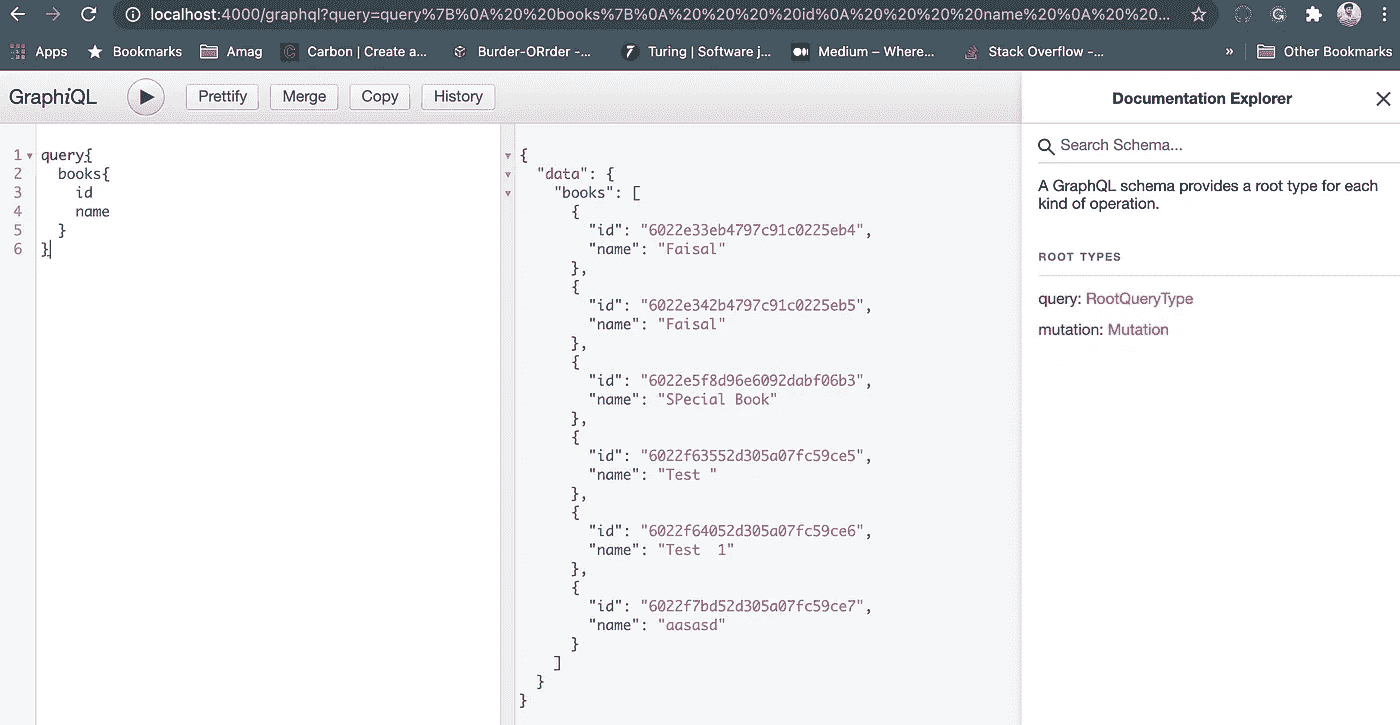 localhost:4000/graphql?query=query%7B%0A%20%20books%7B%0A%20%20%20%20id%0A%20%20%20%20name%20%0A%20%20...
Apps Bookmarks Amag Carbon | Create a... Burder-ORrder -... Turing | Software j... Medium – Where... Stack Overflow -... » Other Bookmarks
GraphiQL Prettify Merge Copy History
1 query{
2 books{
3 id
4 name
5 }
6 }
{
"data": {
"books": [
{
"id": "6022e33eb4797c91c0225eb4",
"name": "Faisal"
},
{
"id": "6022e342b4797c91c0225eb5",
"name": "Faisal"
},
{
"id": "6022e5f8d96e6092dabf06b3",
"name": "SPecial Book"
},
{
"id": "6022f63552d305a07fc59ce5",
"name": "Test "
},
{
"id": "6022f64052d305a07fc59ce6",
"name": "Test  1"
},
{
"id": "6022f7bd52d305a07fc59ce7",
"name": "aasasd"
}
]
}
}
Documentation Explorer
Search Schema...
A GraphQL schema provides a root type for each
kind of operation.
ROOT TYPES
query: RootQueryType
mutation: Mutation